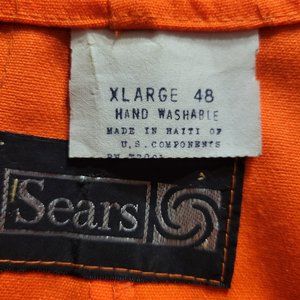 XLARGE 48
HAND WASHABLE
MADE IN HAITI OF
U.S. COMPONENTS
Sears